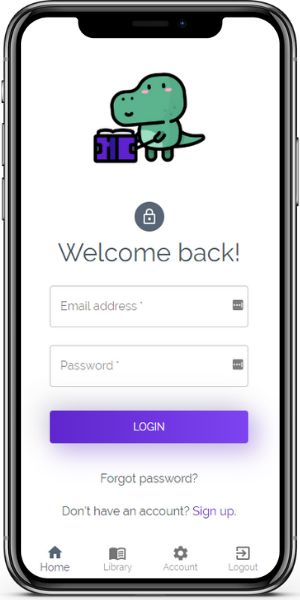 Welcome back!
Email address *
Password *
LOGIN
Forgot password?
Don't have an account? Sign up.
Home Library Account Logout